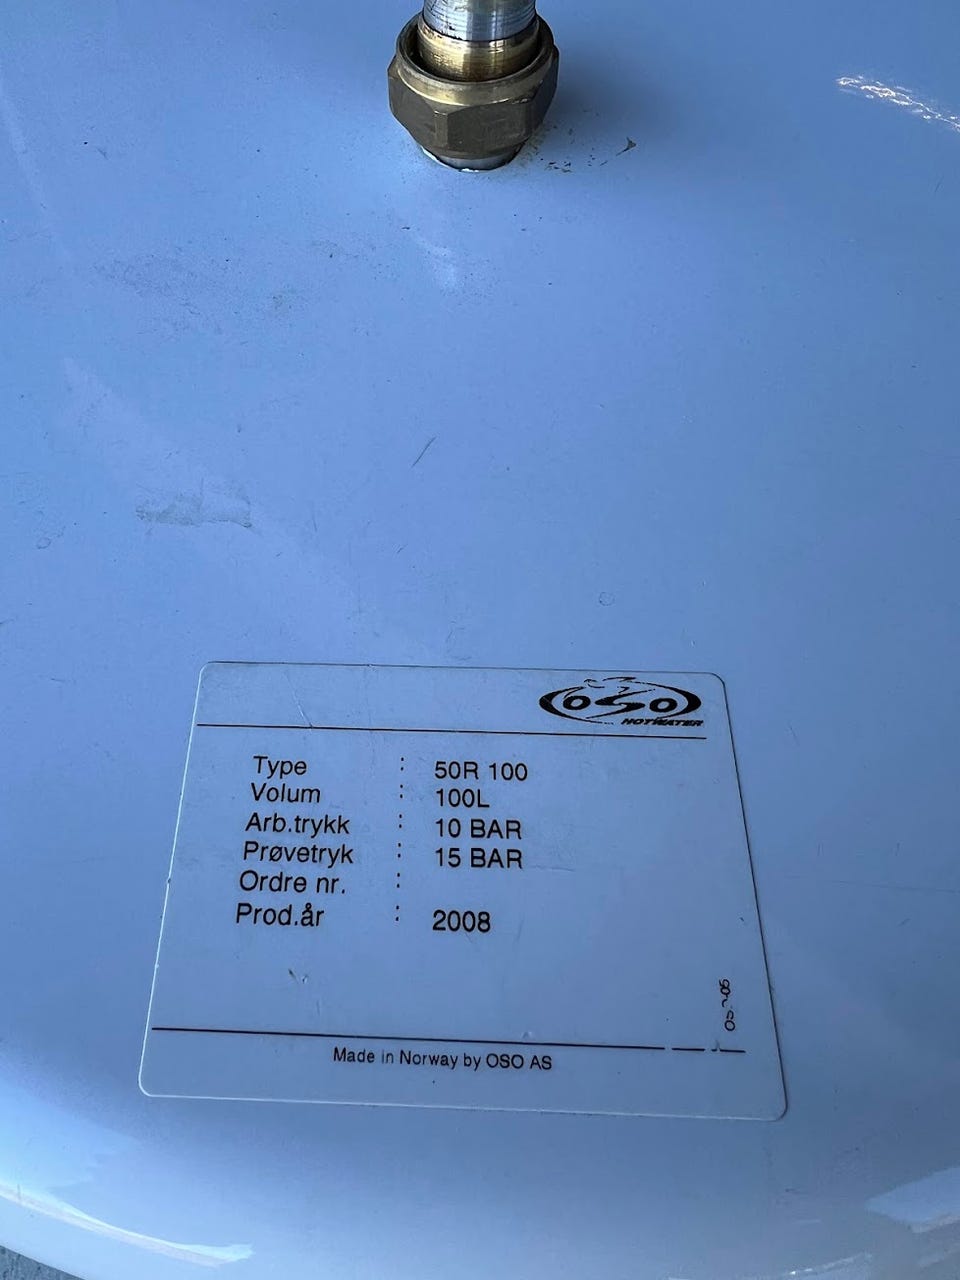 OSO
HOTWATER
Type : 50R 100
Volum : 100L
Arb.trykk : 10 BAR
Prøvetryk : 15 BAR
Ordre nr. :
Prod.år : 2008
Made in Norway by OSO AS